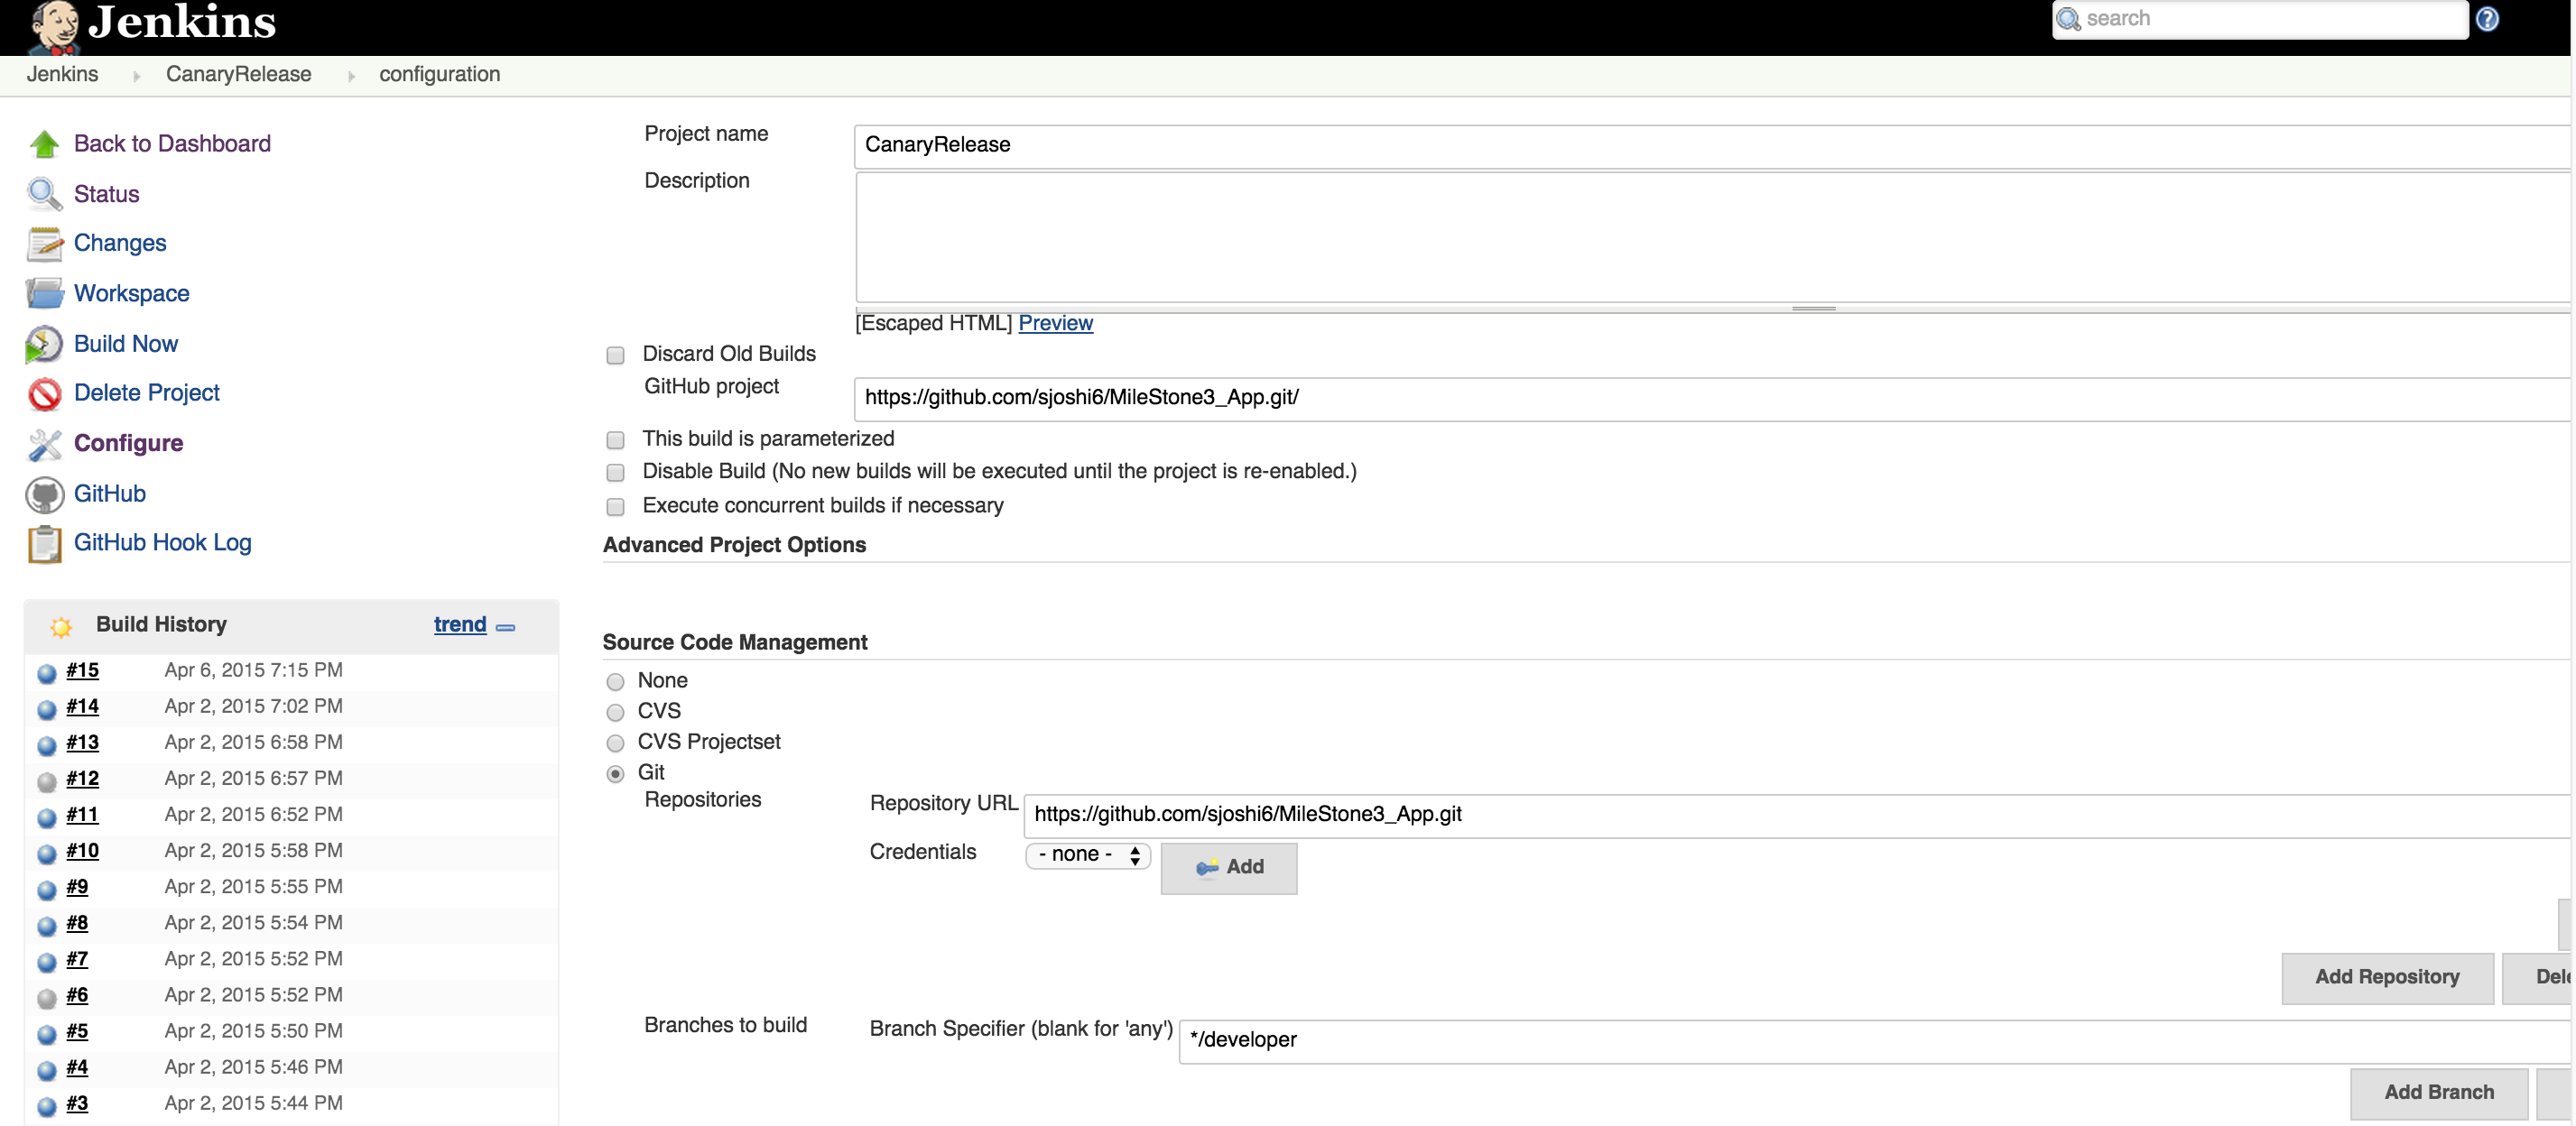 Jenkins
search
Jenkins CanaryRelease configuration
Back to Dashboard
Status
Changes
Workspace
Build Now
Delete Project
Configure
GitHub
GitHub Hook Log
Build History trend
#15 Apr 6, 2015 7:15 PM
#14 Apr 2, 2015 7:02 PM
#13 Apr 2, 2015 6:58 PM
#12 Apr 2, 2015 6:57 PM
#11 Apr 2, 2015 6:52 PM
#10 Apr 2, 2015 5:58 PM
#9 Apr 2, 2015 5:55 PM
#8 Apr 2, 2015 5:54 PM
#7 Apr 2, 2015 5:52 PM
#6 Apr 2, 2015 5:52 PM
#5 Apr 2, 2015 5:50 PM
#4 Apr 2, 2015 5:46 PM
#3 Apr 2, 2015 5:44 PM
Project name CanaryRelease
Description
[Escaped HTML] Preview
Discard Old Builds
GitHub project https://github.com/sjoshi6/MileStone3_App.git/
This build is parameterized
Disable Build (No new builds will be executed until the project is re-enabled.)
Execute concurrent builds if necessary
Advanced Project Options
Source Code Management
None
CVS
CVS Projectset
Git
Repositories Repository URL https://github.com/sjoshi6/MileStone3_App.git
Credentials - none - Add
Add Repository
Branches to build Branch Specifier (blank for 'any') */developer
Add Branch